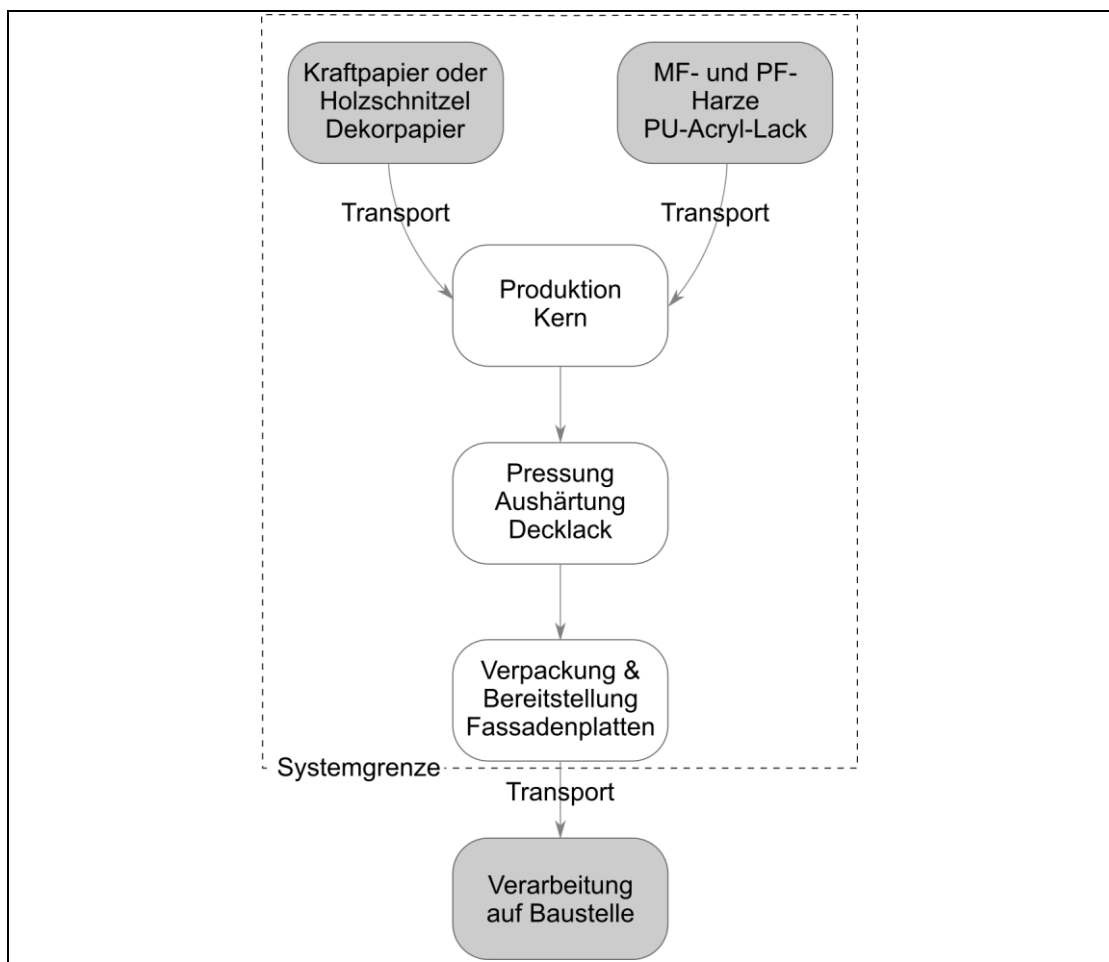 Kraftpapier oder
Holzschnitzel
Dekorpapier
MF- und PF-
Harze
PU-Acryl-Lack
Transport
Transport
Produktion
Kern
Pressung
Aushärtung
Decklack
Verpackung &
Bereitstellung
Fassadenplatten
Systemgrenze
Transport
Verarbeitung
auf Baustelle